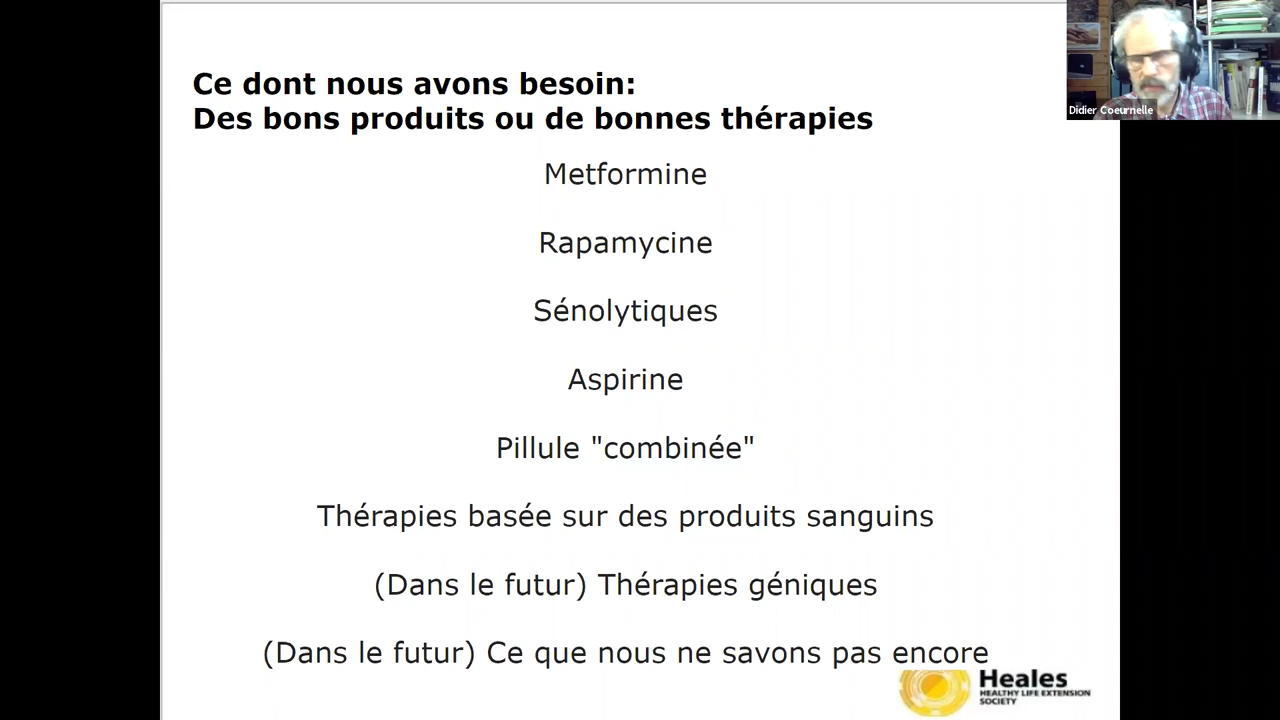 Ce dont nous avons besoin:
Des bons produits ou de bonnes thérapies
Didier Coeurnelle
Metformine
Rapamycine
Sénolytiques
Aspirine
Pillule "combinée"
Thérapies basée sur des produits sanguins
(Dans le futur) Thérapies géniques
(Dans le futur) Ce que nous ne savons pas encore
Heales
HEALTHY LIFE EXTENSION
SOCIETY